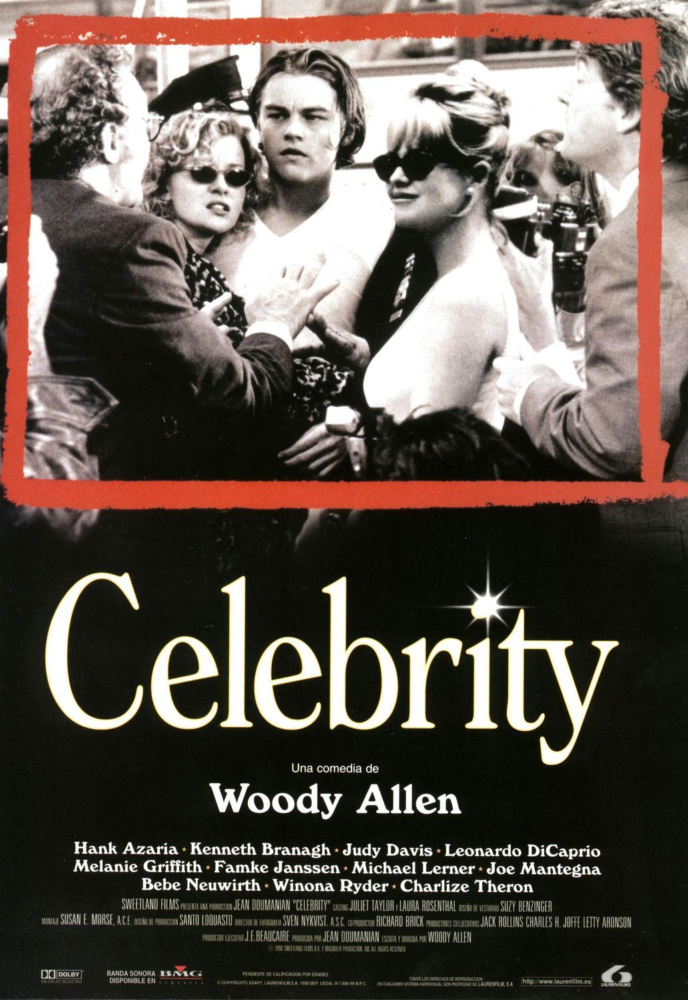 Celebrity
Una comedia de
Woody Allen
Hank Azaria ★ Kenneth Branagh ★ Judy Davis ★ Leonardo DiCaprio
Melanie Griffith ★ Famke Janssen ★ Michael Lerner ★ Joe Mantegna
Bebe Neuwirth ★ Winona Ryder ★ Charlize Theron
SWEETLAND FILMS PRESENTA UNA PRODUCCION JEAN DOUMANIAN "CELEBRITY" CASTING JULIET TAYLOR Y LAURA ROSENTHAL DISEÑO DE VESTUARIO SUZY BENZINGER
MONTAJE SUSAN E. MORSE, A.C.E. DISEÑO DE PRODUCCION SANTO LOQUASTO DIRECTOR DE FOTOGRAFIA SVEN NYKVIST, A.S.C. CO PRODUCTOR RICHARD BRICK PRODUCTORES CO EJECUTIVOS JACK ROLLINS CHARLES H. JOFFE LETTY ARONSON
PRODUCTOR EJECUTIVO J.E. BEAUCAIRE PRODUCIDA POR JEAN DOUMANIAN ESCRITA Y DIRIGIDA POR WOODY ALLEN
© 1998 SWEETLAND FILMS B.V. Y MAGNOLIA PRODUCTION, INC ALL RIGHTS RESERVED
DOLBY
EN SALAS SELECTAS
BANDA SONORA
DISPONIBLE EN
BMG
CLASSICS
PENDIENTE DE CALIFICACION POR EDADES
© COPYRIGHTS ADAPT. LAURENFILM, S.A. 1999 DEP. LEGAL B-7.806-99 B.P.C.
TODOS LOS DERECHOS DE REPRODUCCION
EN CUALQUIER SISTEMA AUDIOVISUAL SON PROPIEDAD DE LAURENFILM, S.A.
http://www.laurenfilm.es
LAURENFILMS